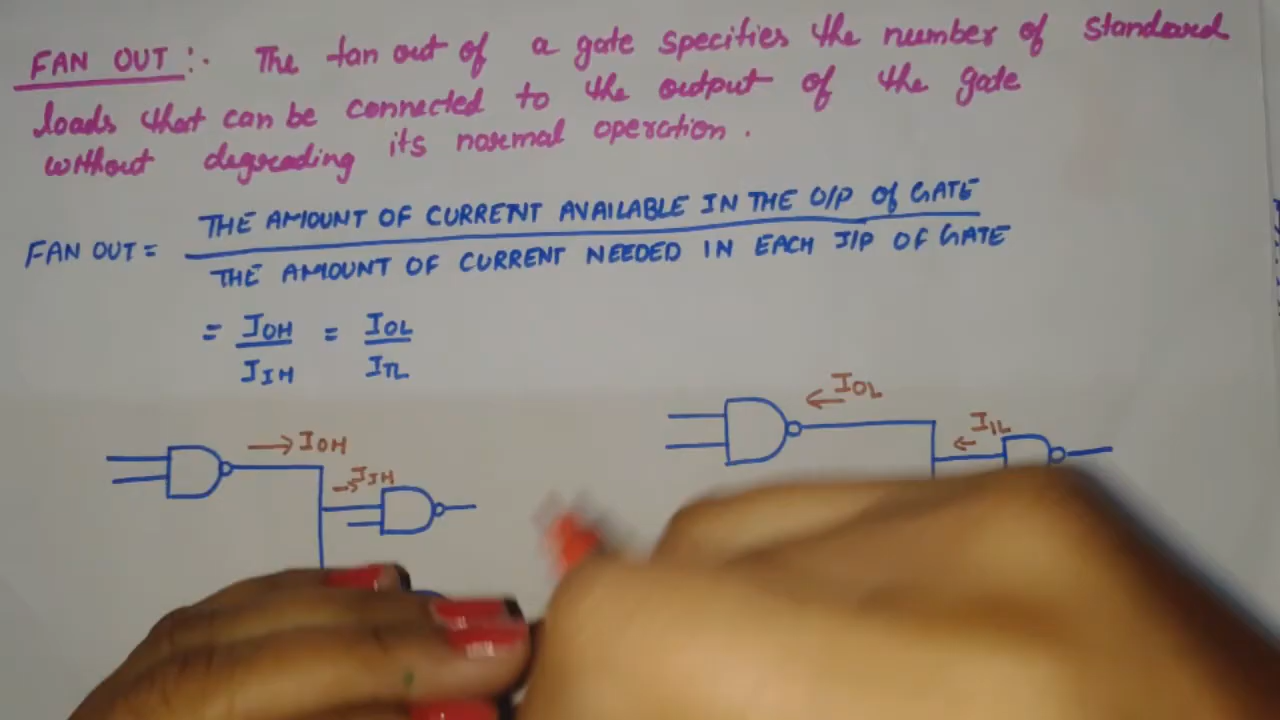 FAN OUT :- The fan out of a gate specifies the number of standard
loads that can be connected to the output of the gate
without degrading its normal operation.
THE AMOUNT OF CURRENT AVAILABLE IN THE O/P OF GATE
FAN OUT =
THE AMOUNT OF CURRENT NEEDED IN EACH I/P OF GATE
= IOH = IOL
IIH IIL
IOL
IOH
IIL
IIH